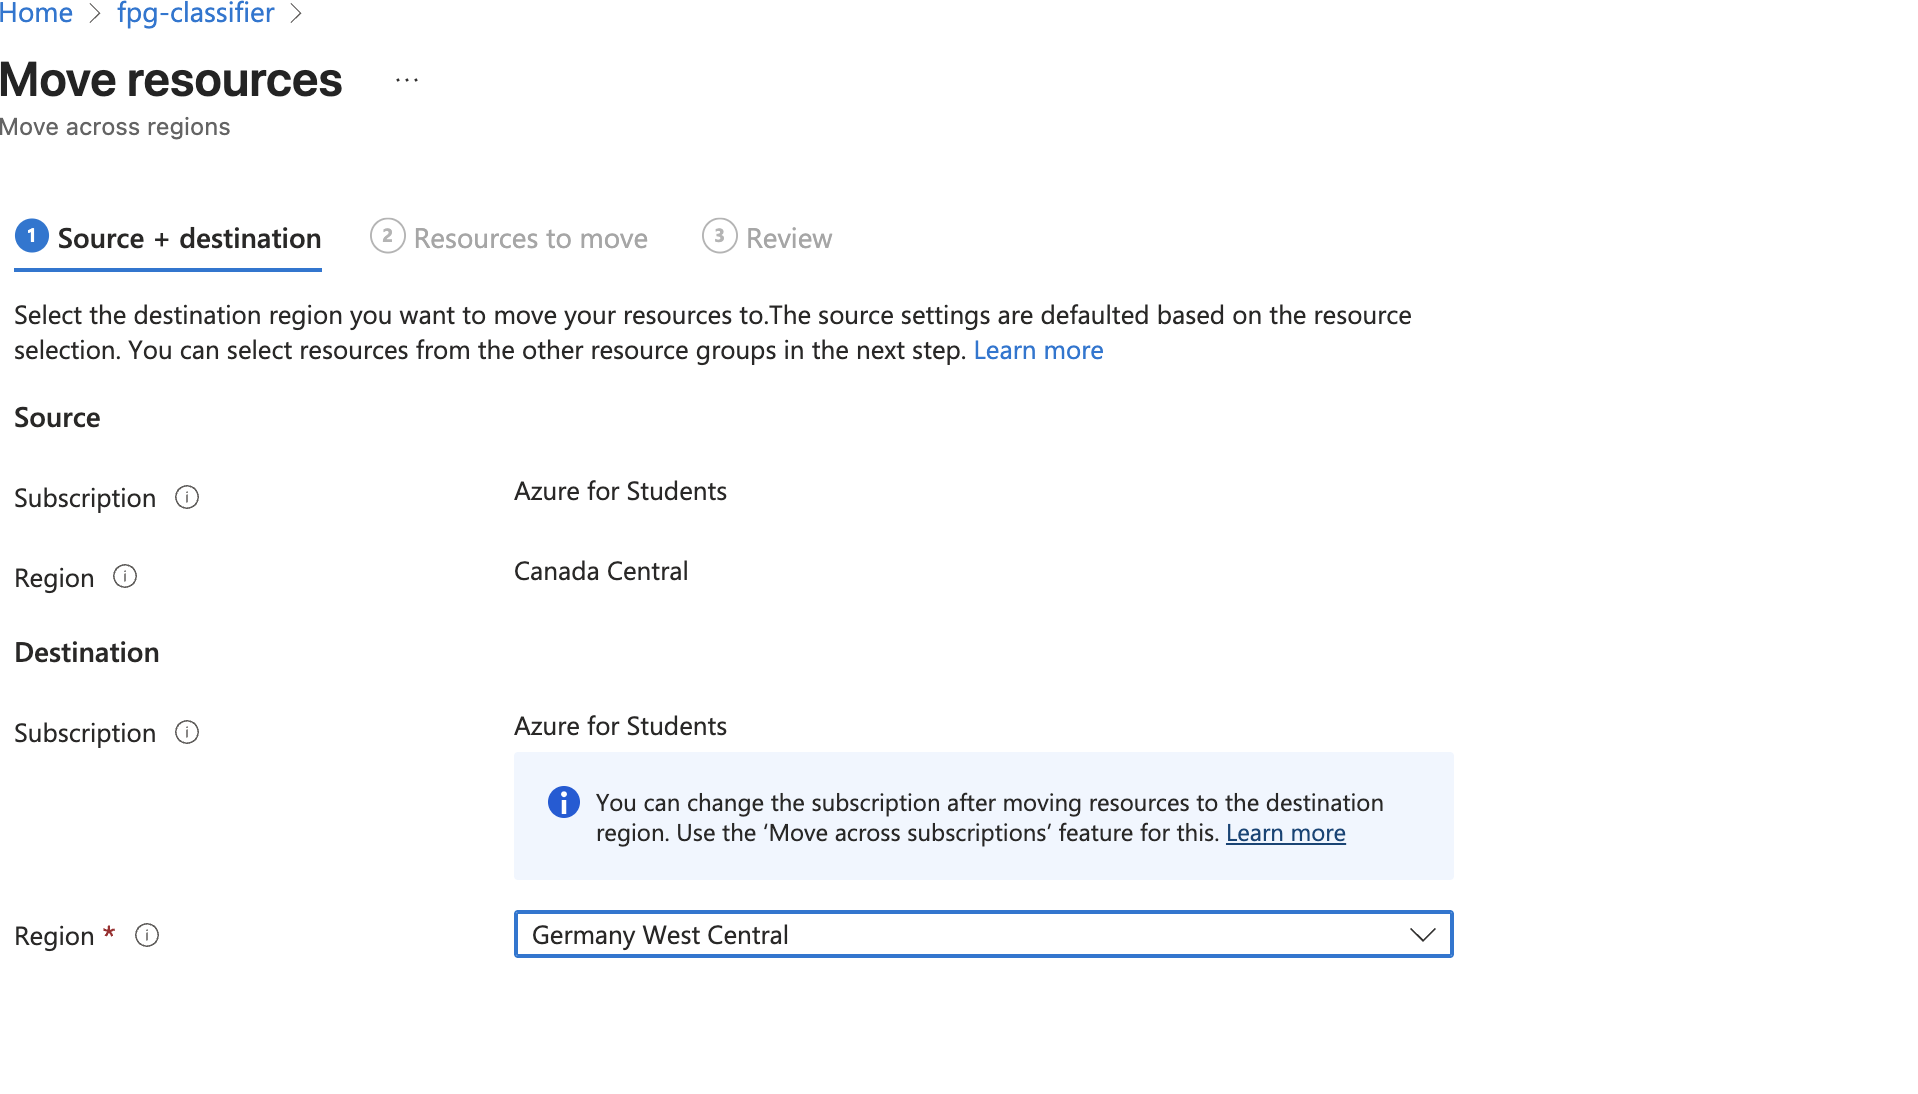 Home > fpg-classifier >
Move resources ...
Move across regions
1 Source + destination 2 Resources to move 3 Review
Select the destination region you want to move your resources to.The source settings are defaulted based on the resource
selection. You can select resources from the other resource groups in the next step. Learn more
Source
Subscription Azure for Students
Region Canada Central
Destination
Subscription Azure for Students
You can change the subscription after moving resources to the destination
region. Use the ‘Move across subscriptions’ feature for this. Learn more
Region * Germany West Central